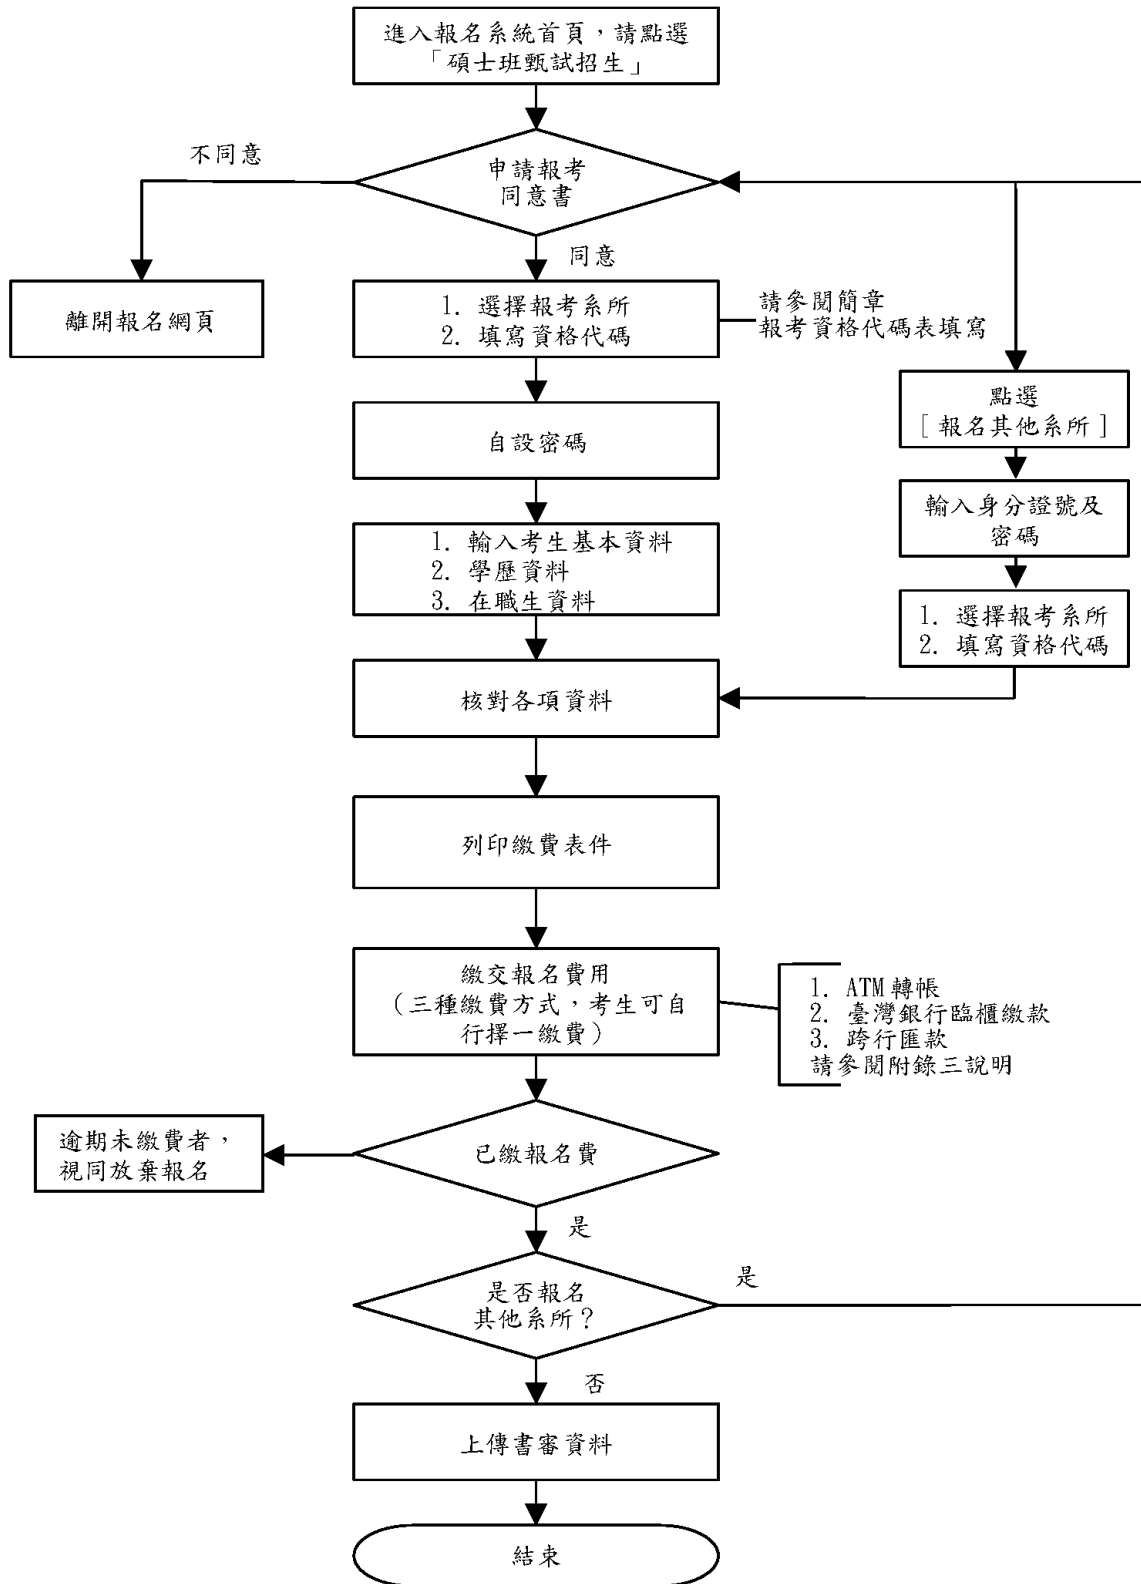 進入報名系統首頁，請點選
「碩士班甄試招生」
不同意
申請報考
同意書
同意
離開報名網頁
1. 選擇報考系所
2. 填寫資格代碼
請參閱簡章
報考資格代碼表填寫
點選
[ 報名其他系所 ]
自設密碼
輸入身分證號及
密碼
1. 輸入考生基本資料
2. 學歷資料
3. 在職生資料
1. 選擇報考系所
2. 填寫資格代碼
核對各項資料
列印繳費表件
繳交報名費用
（三種繳費方式，考生可自
行擇一繳費）
1. ATM 轉帳
2. 臺灣銀行臨櫃繳款
3. 跨行匯款
請參閱附錄三說明
逾期未繳費者，
視同放棄報名
已繳報名費
是
是否報名
其他系所？
是
否
上傳書審資料
結束